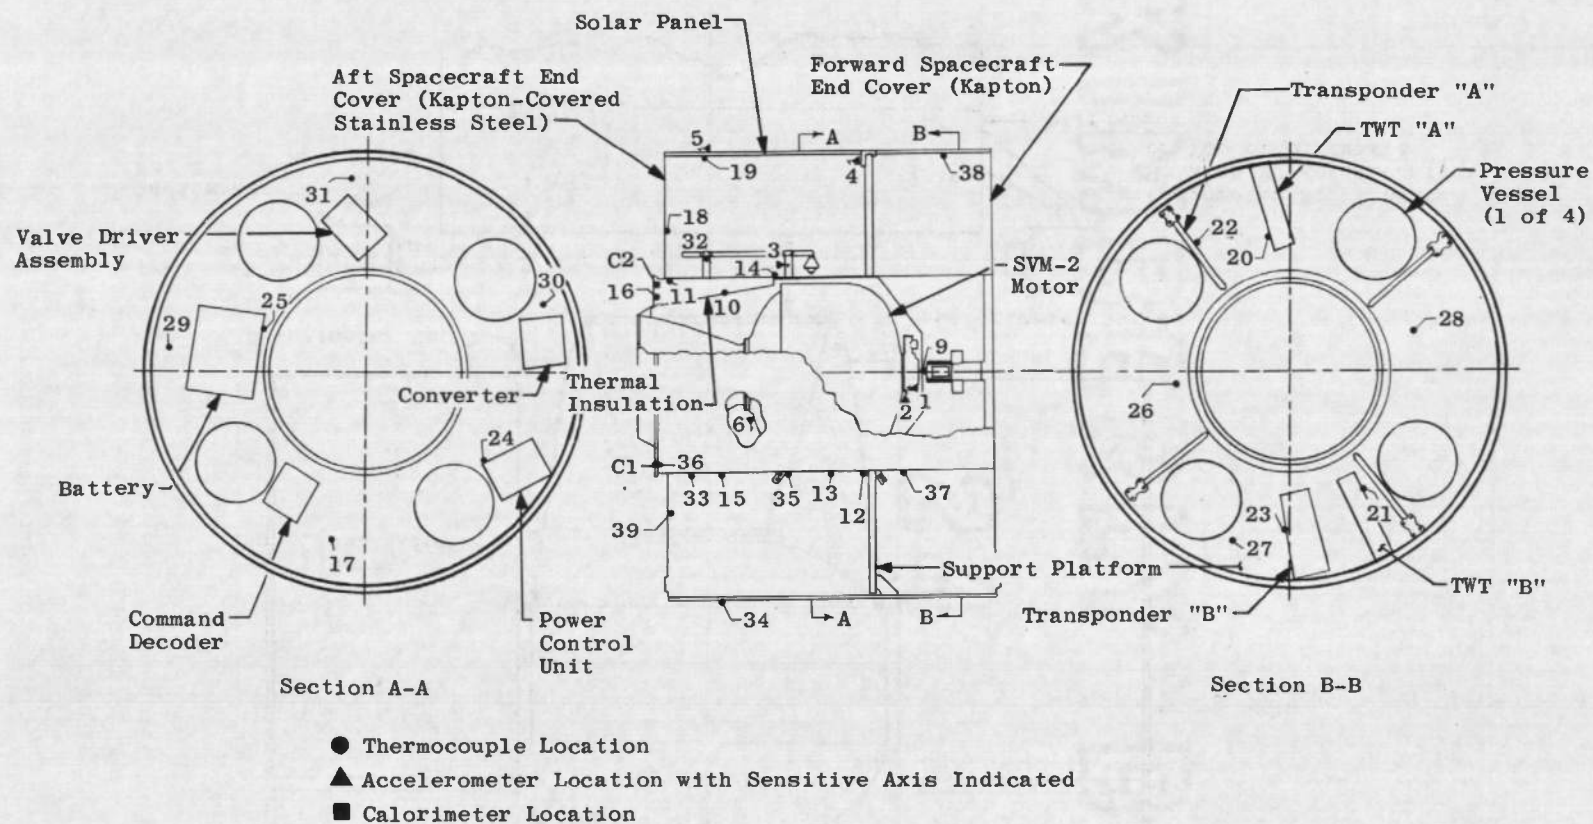 Solar Panel
Aft Spacecraft End
Cover (Kapton-Covered
Stainless Steel)
Forward Spacecraft
End Cover (Kapton)
Transponder "A"
TWT "A"
Pressure
Vessel
(1 of 4)
5
A
B
19
4
38
31
Valve Driver
Assembly
18
32
3
C2
14
SVM-2
Motor
22
20
16
11
10
30
25
29
28
9
Converter
Thermal
Insulation
2
1
26
6
24
C1
36
33
15
35
13
12
37
Battery
39
23
21
27
17
Support Platform
TWT "B"
34
A
B
Transponder "B"
Command
Decoder
Power
Control
Unit
Section A-A
Section B-B
Thermocouple Location
Accelerometer Location with Sensitive Axis Indicated
Calorimeter Location